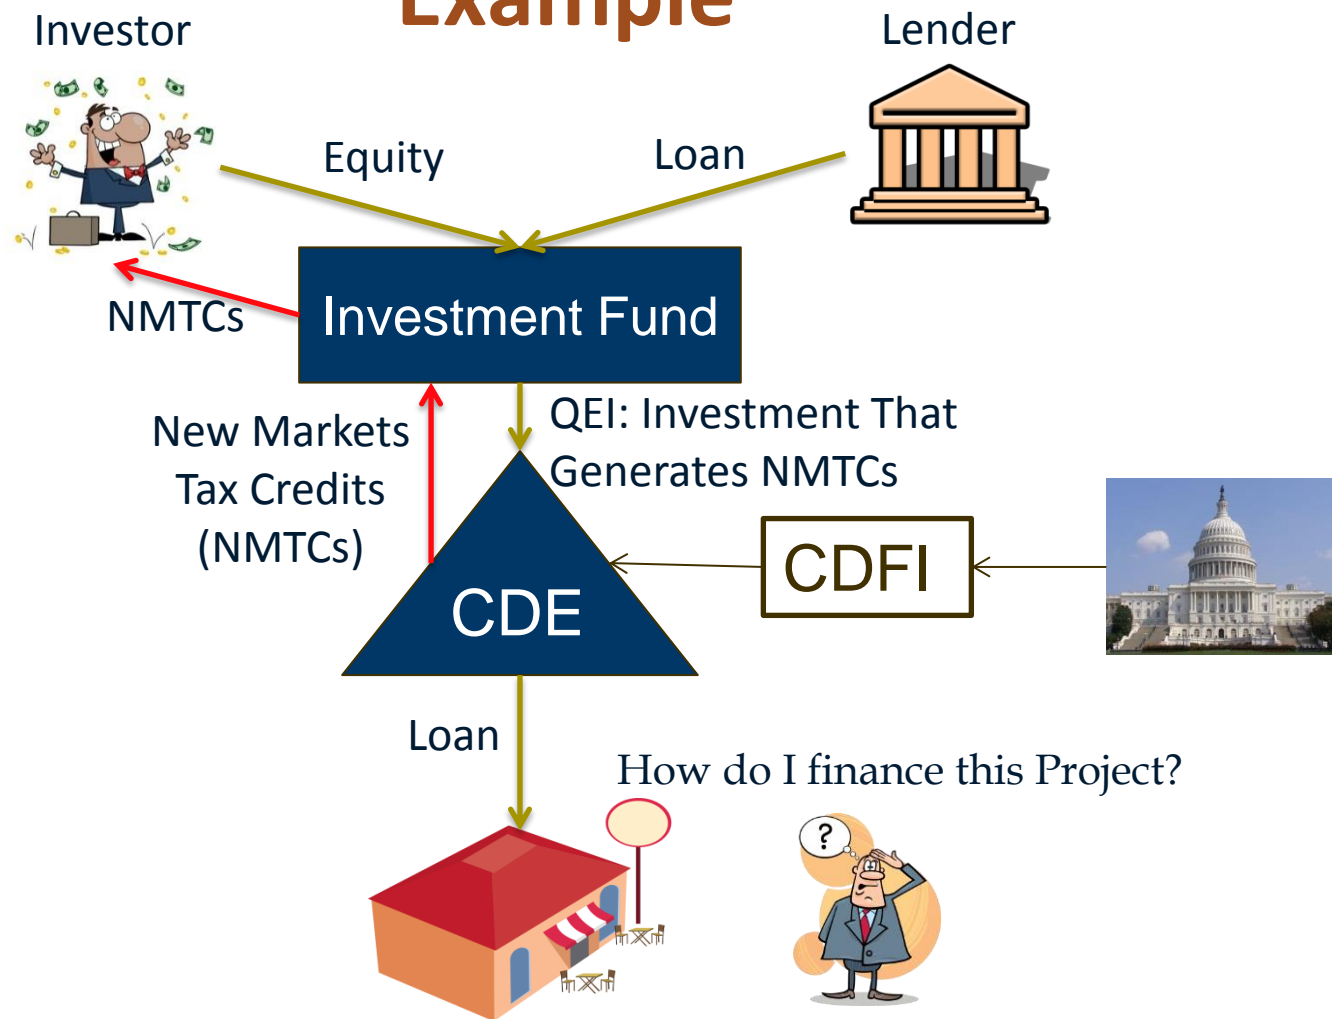 Example
Investor
Lender
Equity
Loan
NMTCs
Investment Fund
New Markets
Tax Credits
(NMTCs)
QEI: Investment That
Generates NMTCs
CDFI
CDE
Loan
How do I finance this Project?
?